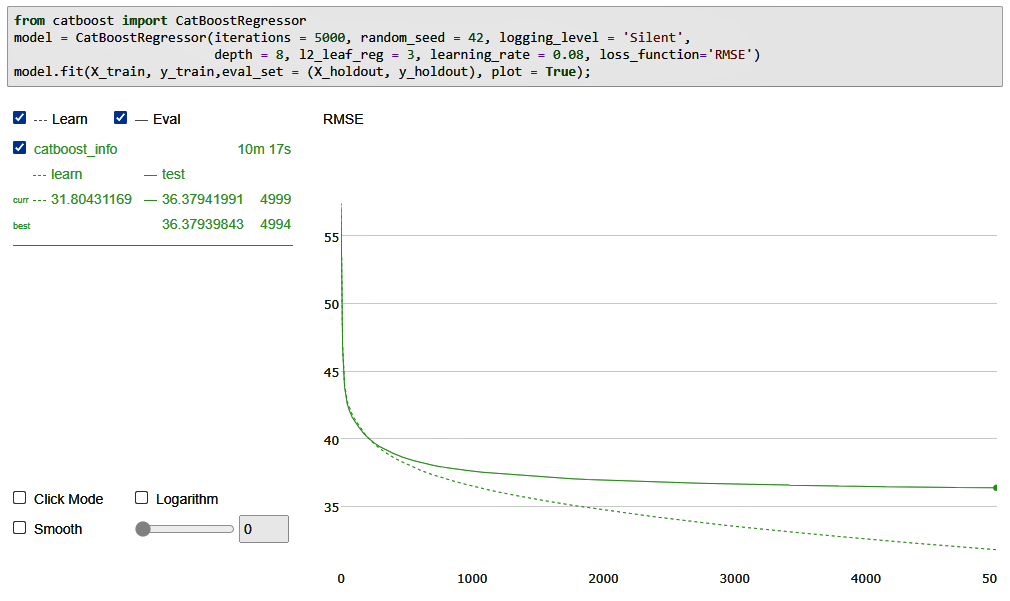 from catboost import CatBoostRegressor
model = CatBoostRegressor(iterations = 5000, random_seed = 42, logging_level = 'Silent',
depth = 8, l2_leaf_reg = 3, learning_rate = 0.08, loss_function='RMSE')
model.fit(X_train, y_train,eval_set = (X_holdout, y_holdout), plot = True);
--- Learn — Eval
catboost_info 10m 17s
--- learn — test
curr --- 31.80431169 — 36.37941991 4999
best 36.37939843 4994
Click Mode Logarithm
Smooth 0
RMSE
55
50
45
40
35
0 1000 2000 3000 4000 50